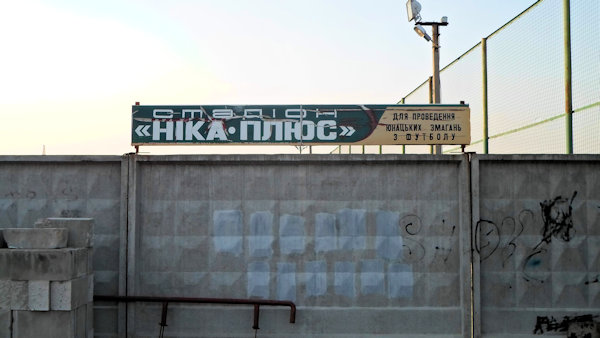 стадіон
«НІКА·ПЛЮС»
ДЛЯ ПРОВЕДЕННЯ
ЮНАЦЬКИХ ЗМАГАНЬ
З ФУТБОЛУ